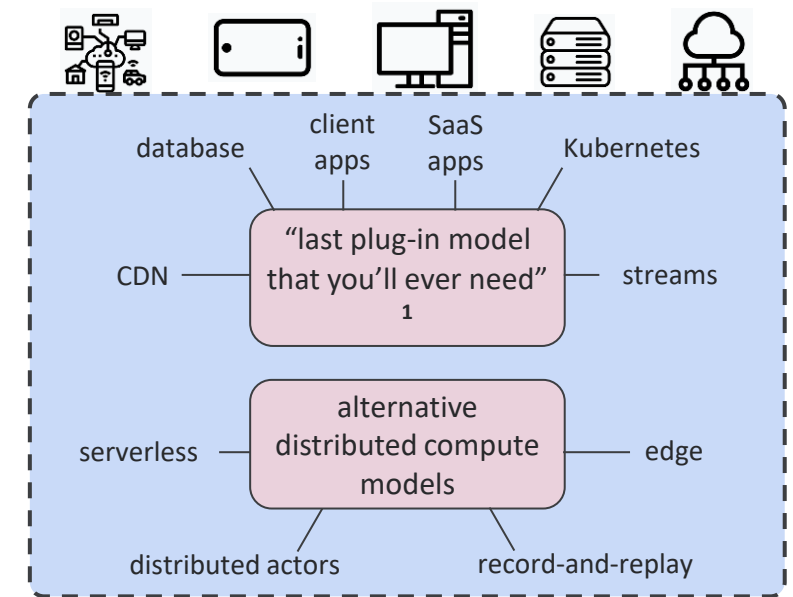 database
client
apps
SaaS
apps
Kubernetes
“last plug-in model
that you’ll ever need”
1
CDN
streams
alternative
distributed compute
models
serverless
edge
distributed actors
record-and-replay